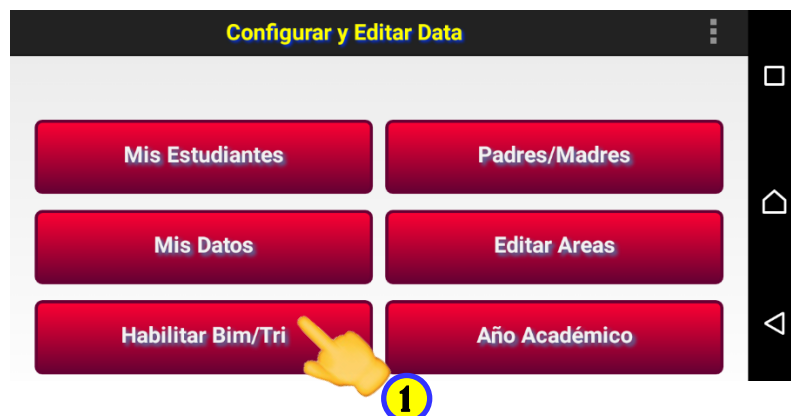 Configurar y Editar Data
Mis Estudiantes
Padres/Madres
Mis Datos
Editar Areas
Habilitar Bim/Tri
Año Académico
1